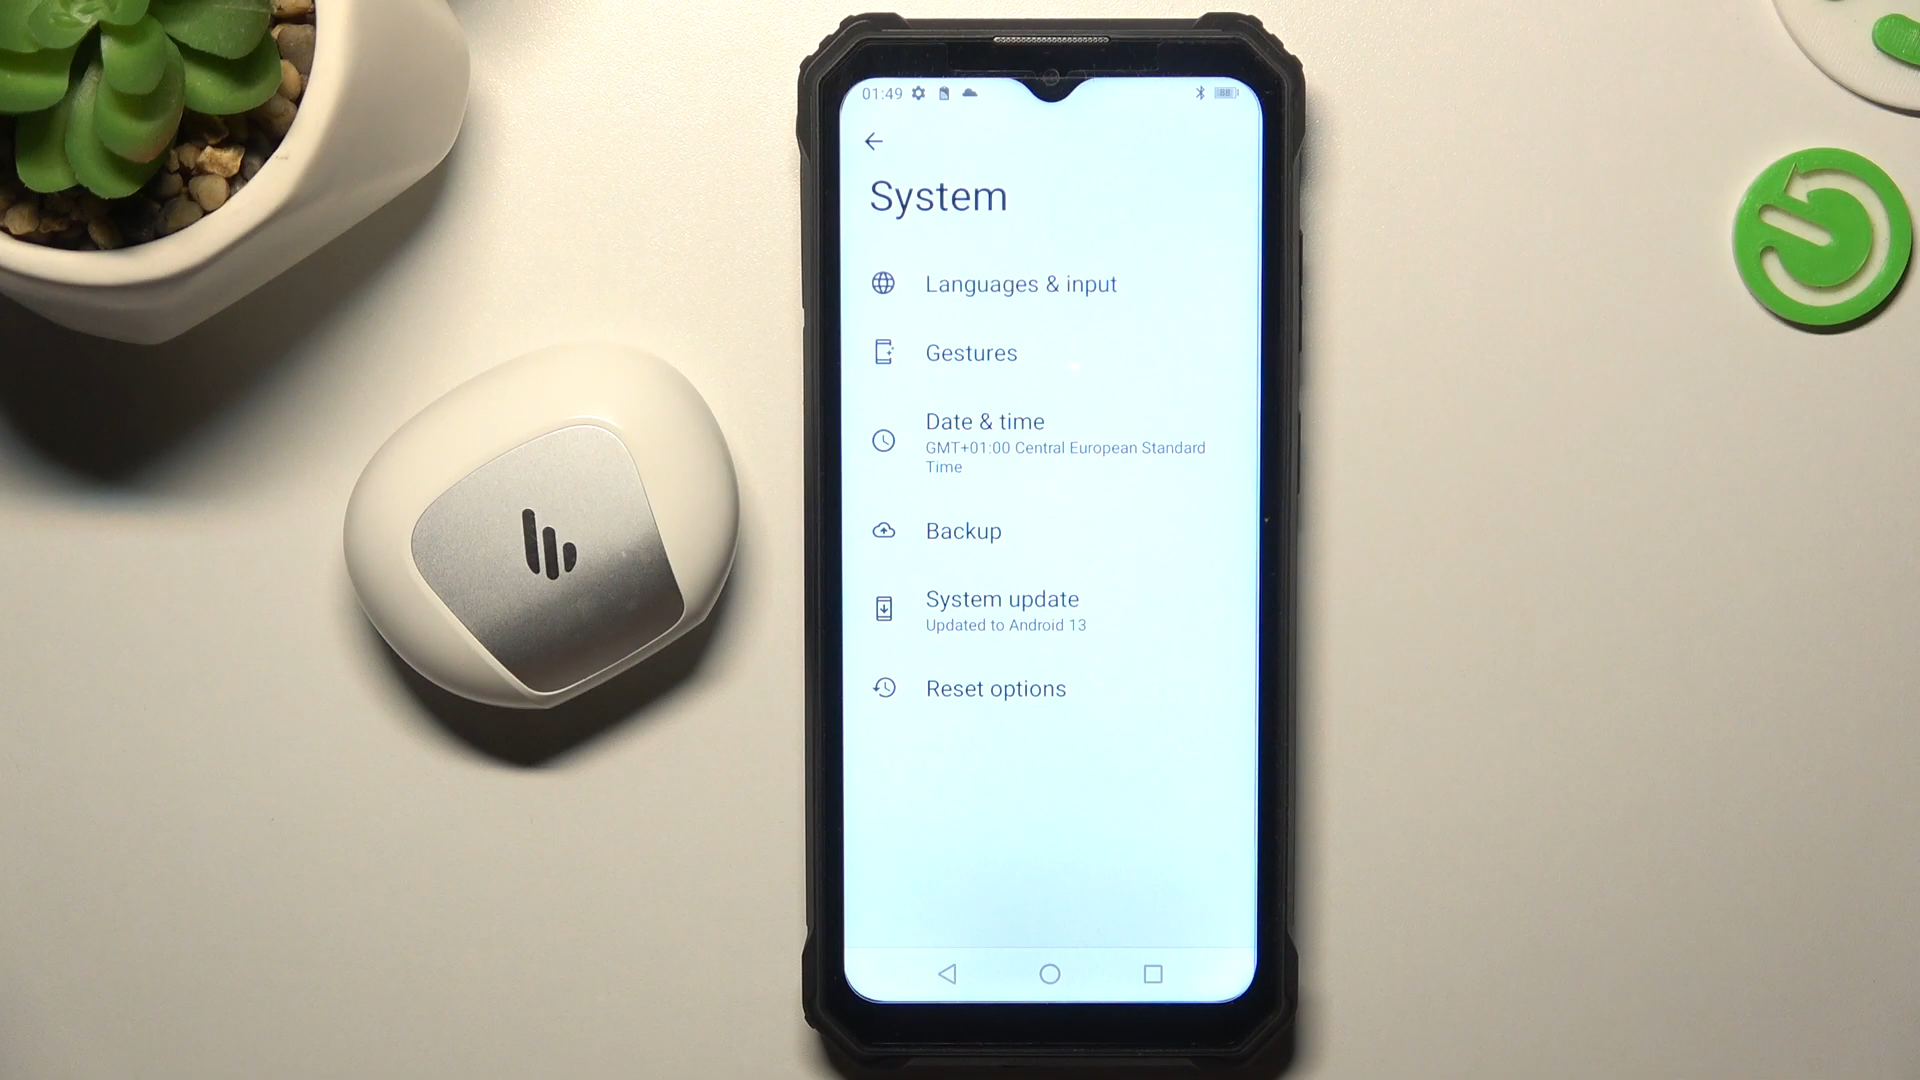 01:49
88
System
Languages & input
Gestures
Date & time
GMT+01:00 Central European Standard
Time
Backup
System update
Updated to Android 13
Reset options